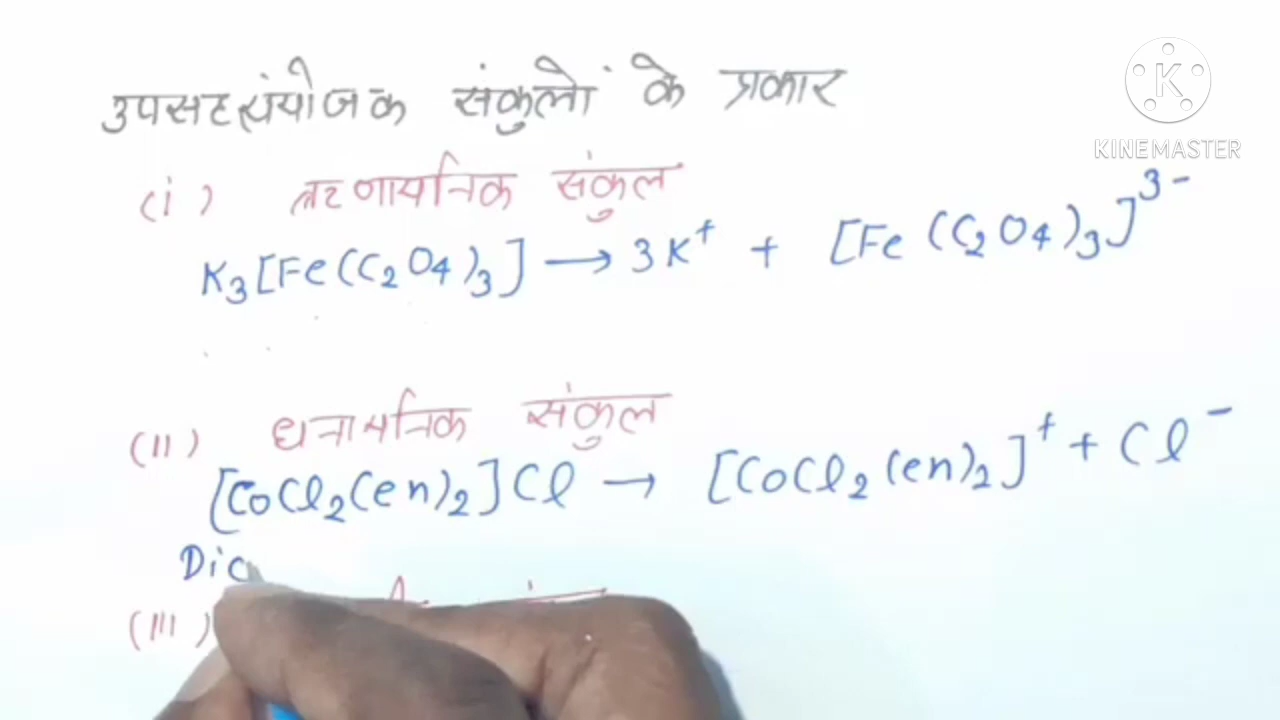 उपसहसंयोजक संकुलों के प्रकार
KINEMASTER
(i) ऋणायनिक संकुल
K₃[Fe(C₂O₄)₃] → 3K⁺ + [Fe(C₂O₄)₃]³⁻
(ii) धनायनिक संकुल
[CoCl₂(en)₂]Cl → [CoCl₂(en)₂]⁺ + Cl⁻
Dic
(iii)